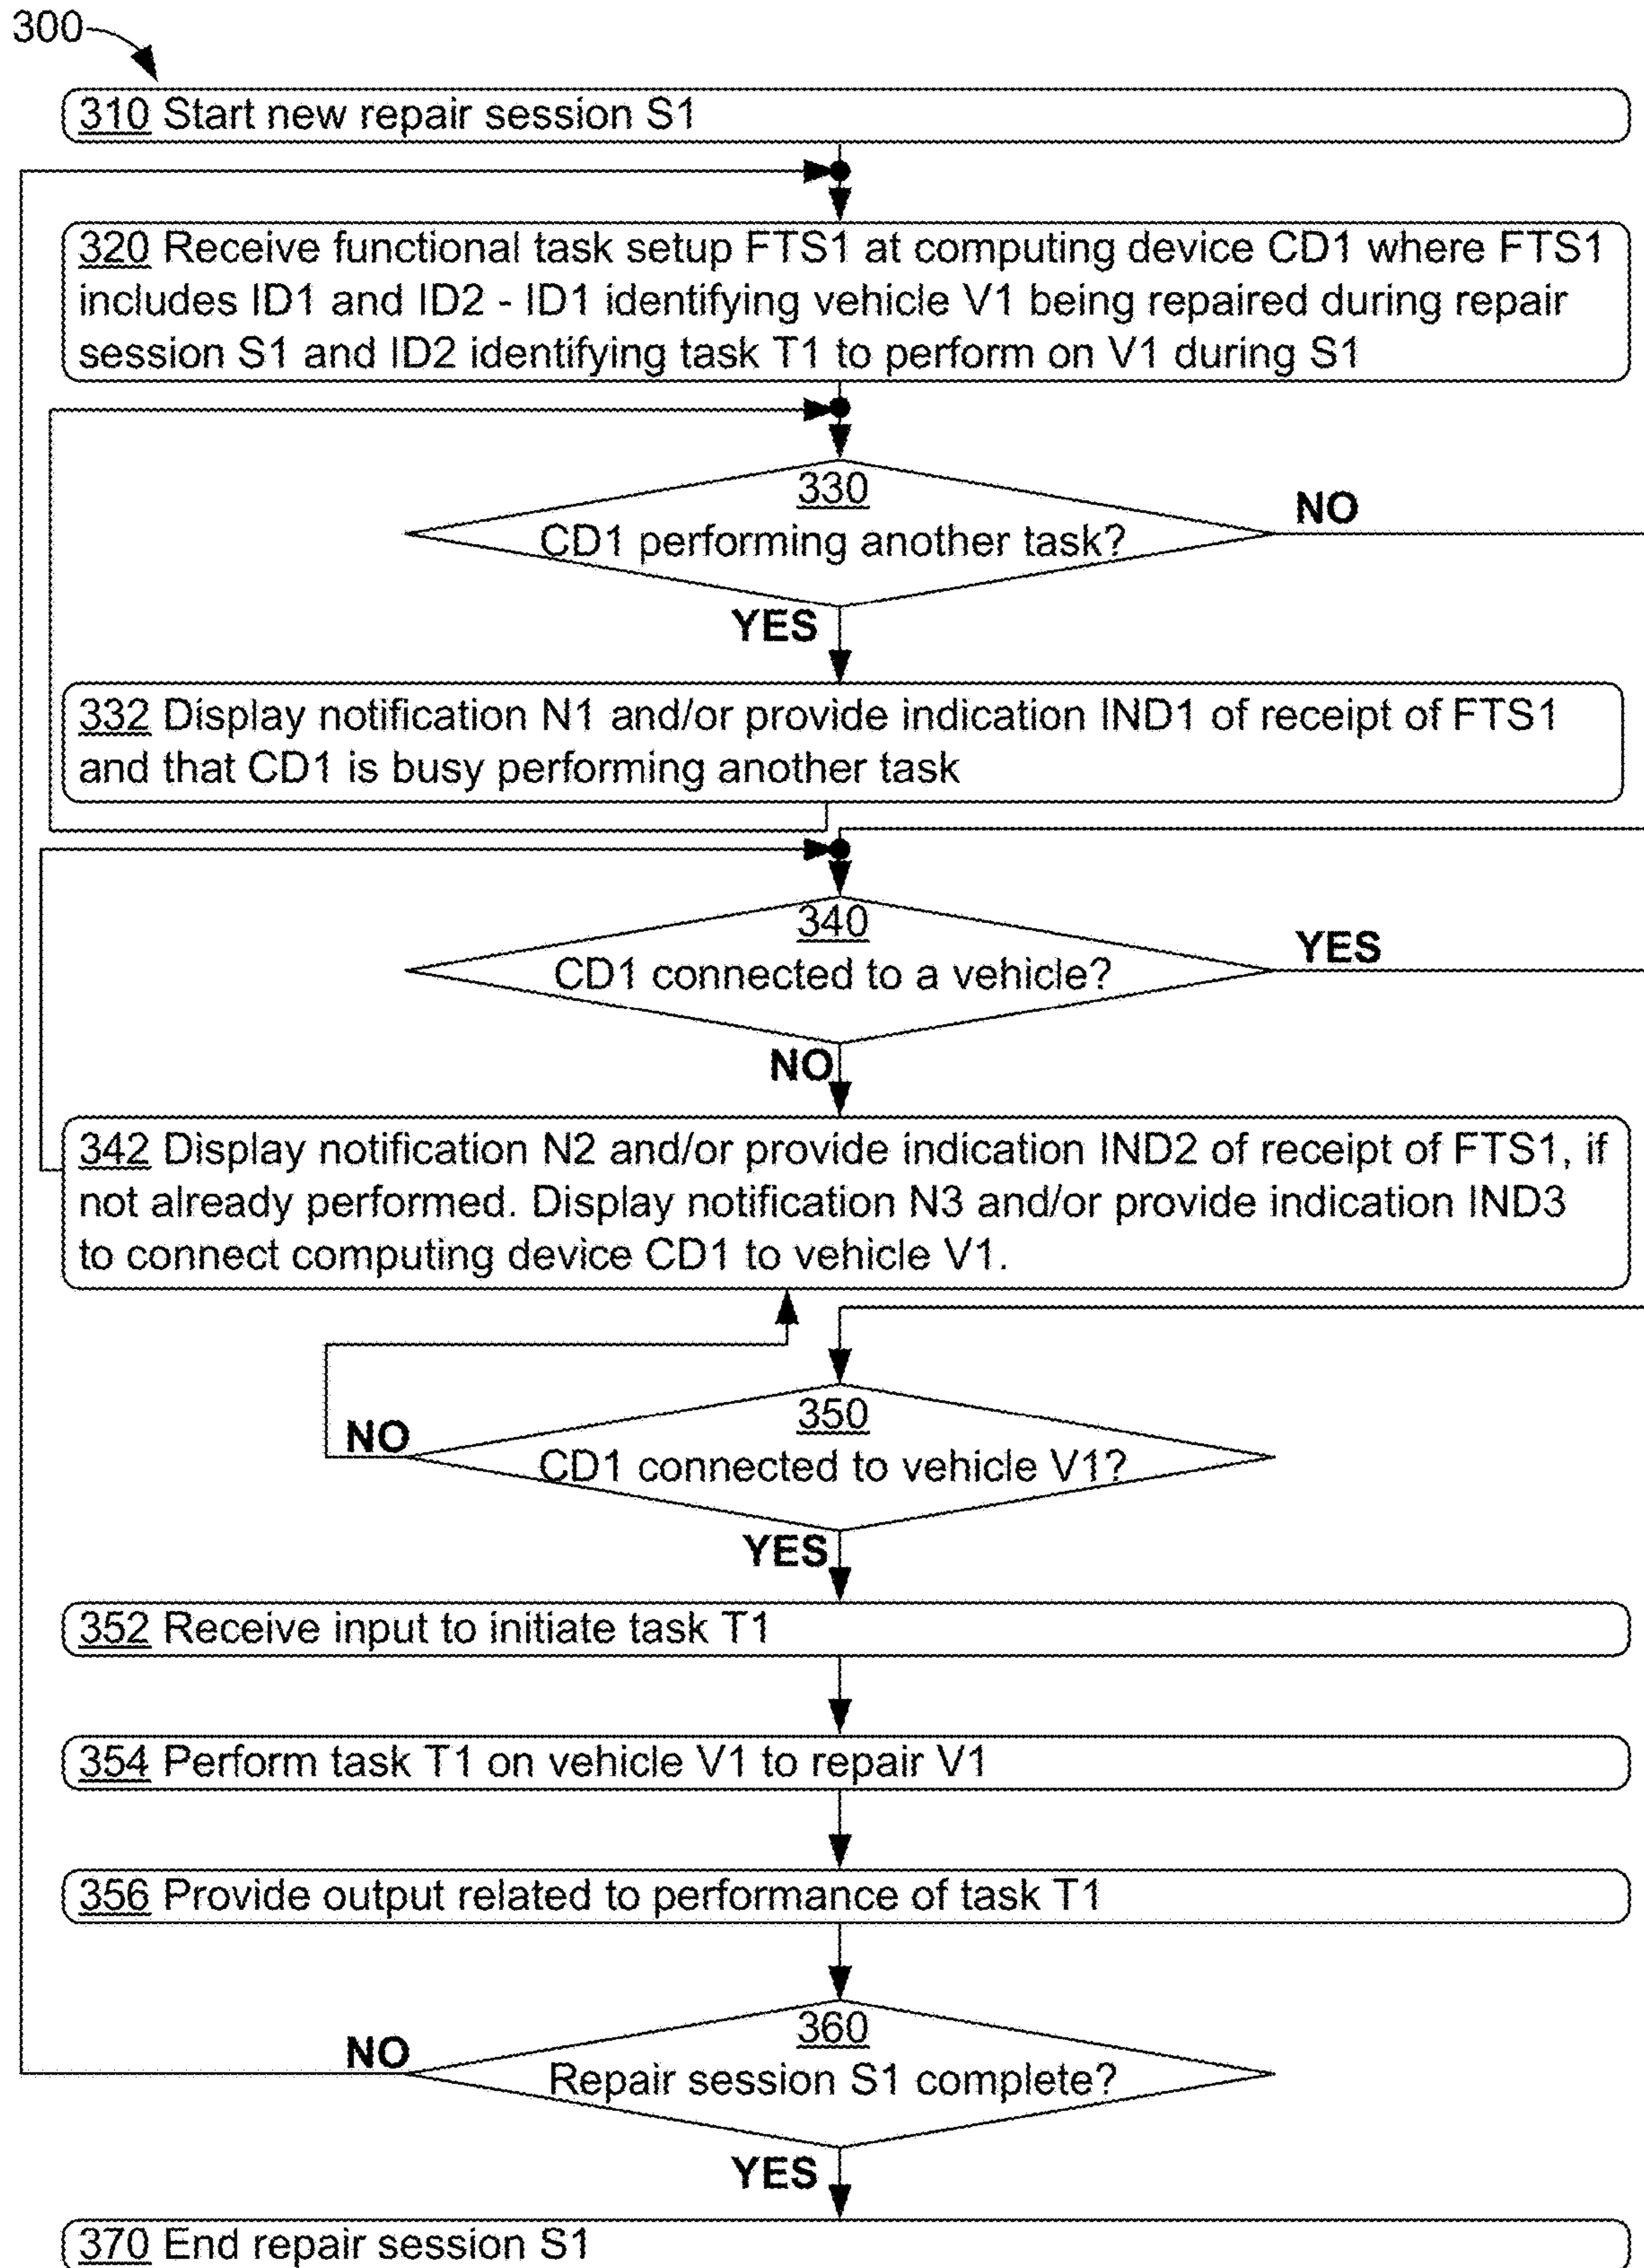 300
310 Start new repair session S1
320 Receive functional task setup FTS1 at computing device CD1 where FTS1
includes ID1 and ID2 - ID1 identifying vehicle V1 being repaired during repair
session S1 and ID2 identifying task T1 to perform on V1 during S1
330
NO
CD1 performing another task?
YES
332 Display notification N1 and/or provide indication IND1 of receipt of FTS1
and that CD1 is busy performing another task
340
YES
CD1 connected to a vehicle?
NO
342 Display notification N2 and/or provide indication IND2 of receipt of FTS1, if
not already performed. Display notification N3 and/or provide indication IND3
to connect computing device CD1 to vehicle V1.
350
NO
CD1 connected to vehicle V1?
YES
352 Receive input to initiate task T1
354 Perform task T1 on vehicle V1 to repair V1
356 Provide output related to performance of task T1
360
NO
Repair session S1 complete?
YES
370 End repair session S1